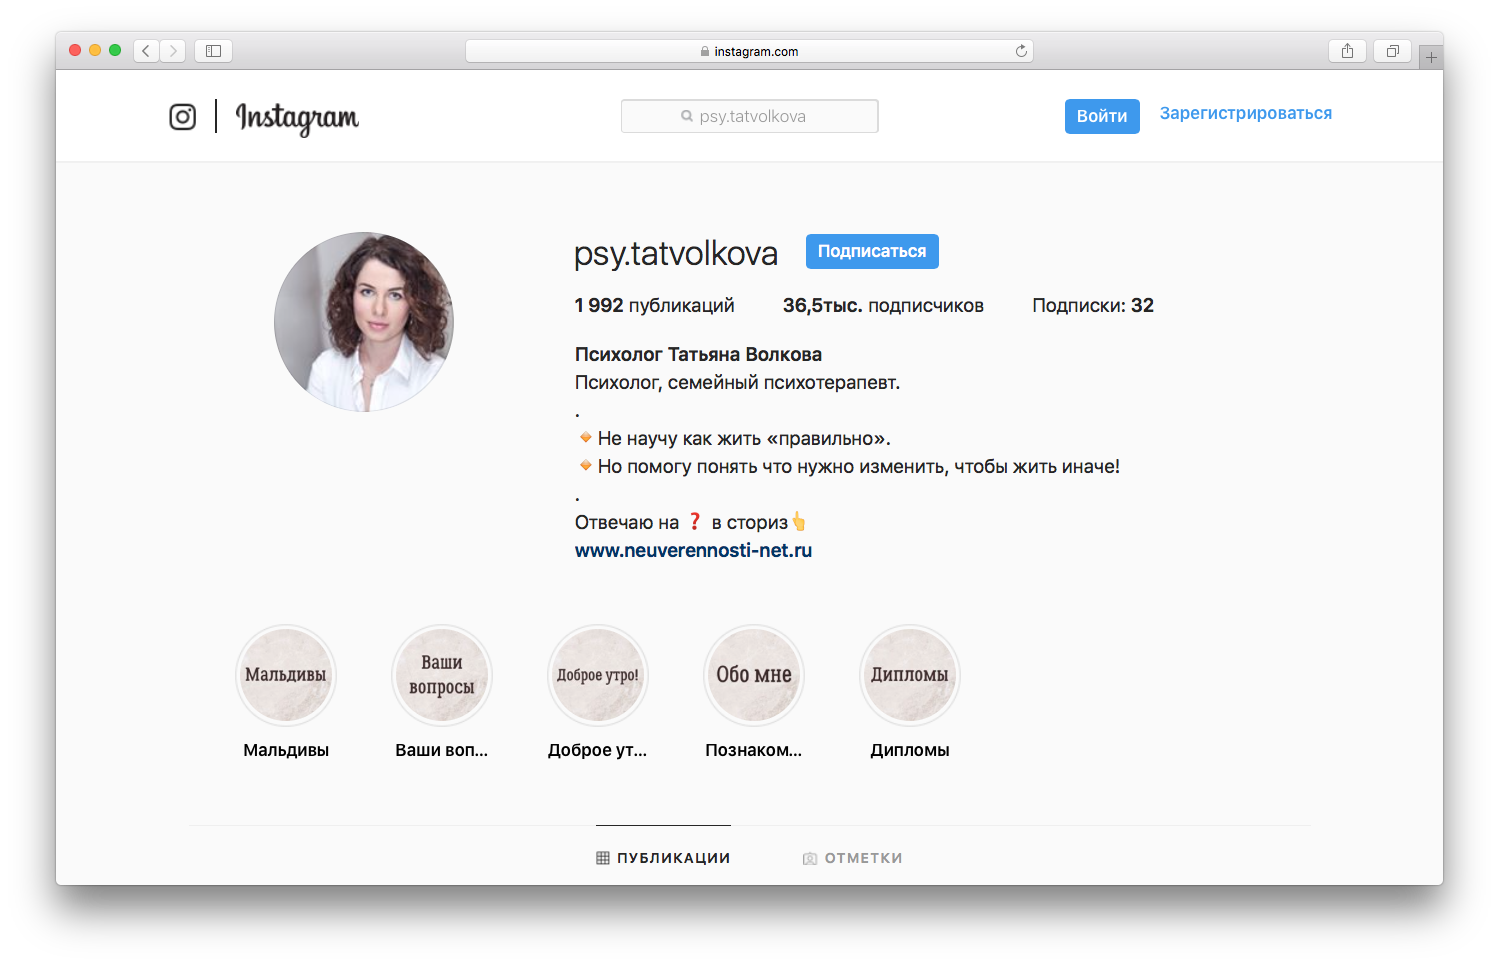 instagram.com
Instagram
psy.tatvolkova
Войти
Зарегистрироваться
psy.tatvolkova
Подписаться
1 992 публикаций 36,5тыс. подписчиков Подписки: 32
Психолог Татьяна Волкова
Психолог, семейный психотерапевт.
.
🔸Не научу как жить «правильно».
🔸Но помогу понять что нужно изменить, чтобы жить иначе!
.
Отвечаю на ❓ в сториз👆
www.neuverennosti-net.ru
Мальдивы
Ваши
вопросы
Доброе утро!
Обо мне
Дипломы
Мальдивы
Ваши воп...
Доброе ут...
Познаком...
Дипломы
ПУБЛИКАЦИИ
ОТМЕТКИ